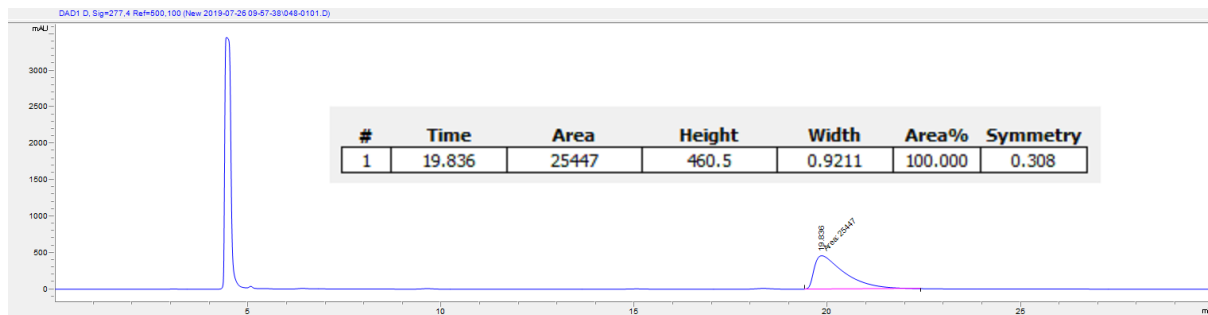 DAD1 D, Sig=277,4 Ref=500,100 (New 2019-07-26 09-57-38\048-0101.D)
mAU
# Time Area Height Width Area% Symmetry
1 19.836 25447 460.5 0.9211 100.000 0.308
3000
2500
2000
1500
1000
500
0
19.836
Area: 25447
5 10 15 20 25